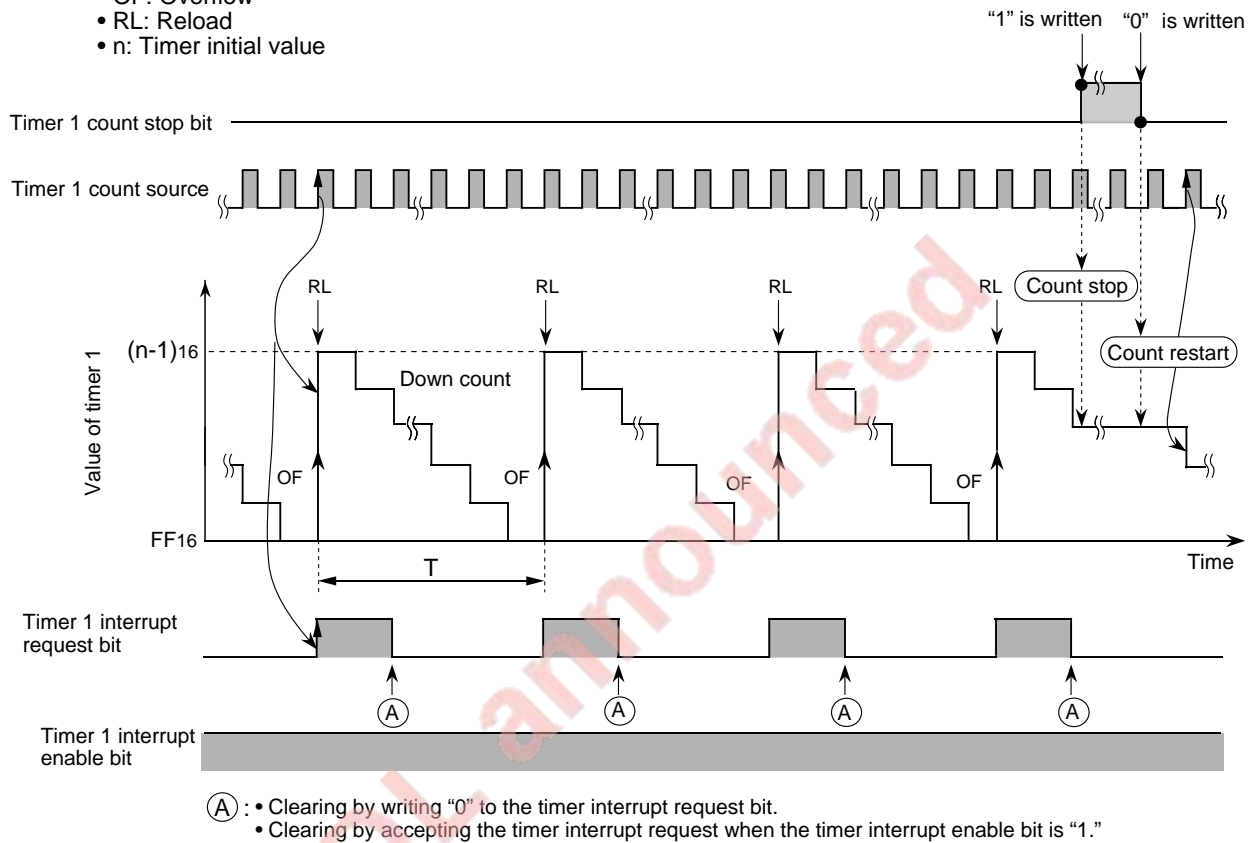 • RL: Reload
• n: Timer initial value
“1” is written “0” is written
Timer 1 count stop bit
Timer 1 count source
RL RL RL RL
Count stop
(n-1)16
Count restart
Down count
Value of timer 1
OF OF OF OF
FF16
Time
T
Timer 1 interrupt
request bit
A A A A
Timer 1 interrupt
enable bit
A : • Clearing by writing “0” to the timer interrupt request bit.
• Clearing by accepting the timer interrupt request when the timer interrupt enable bit is “1.”
announced